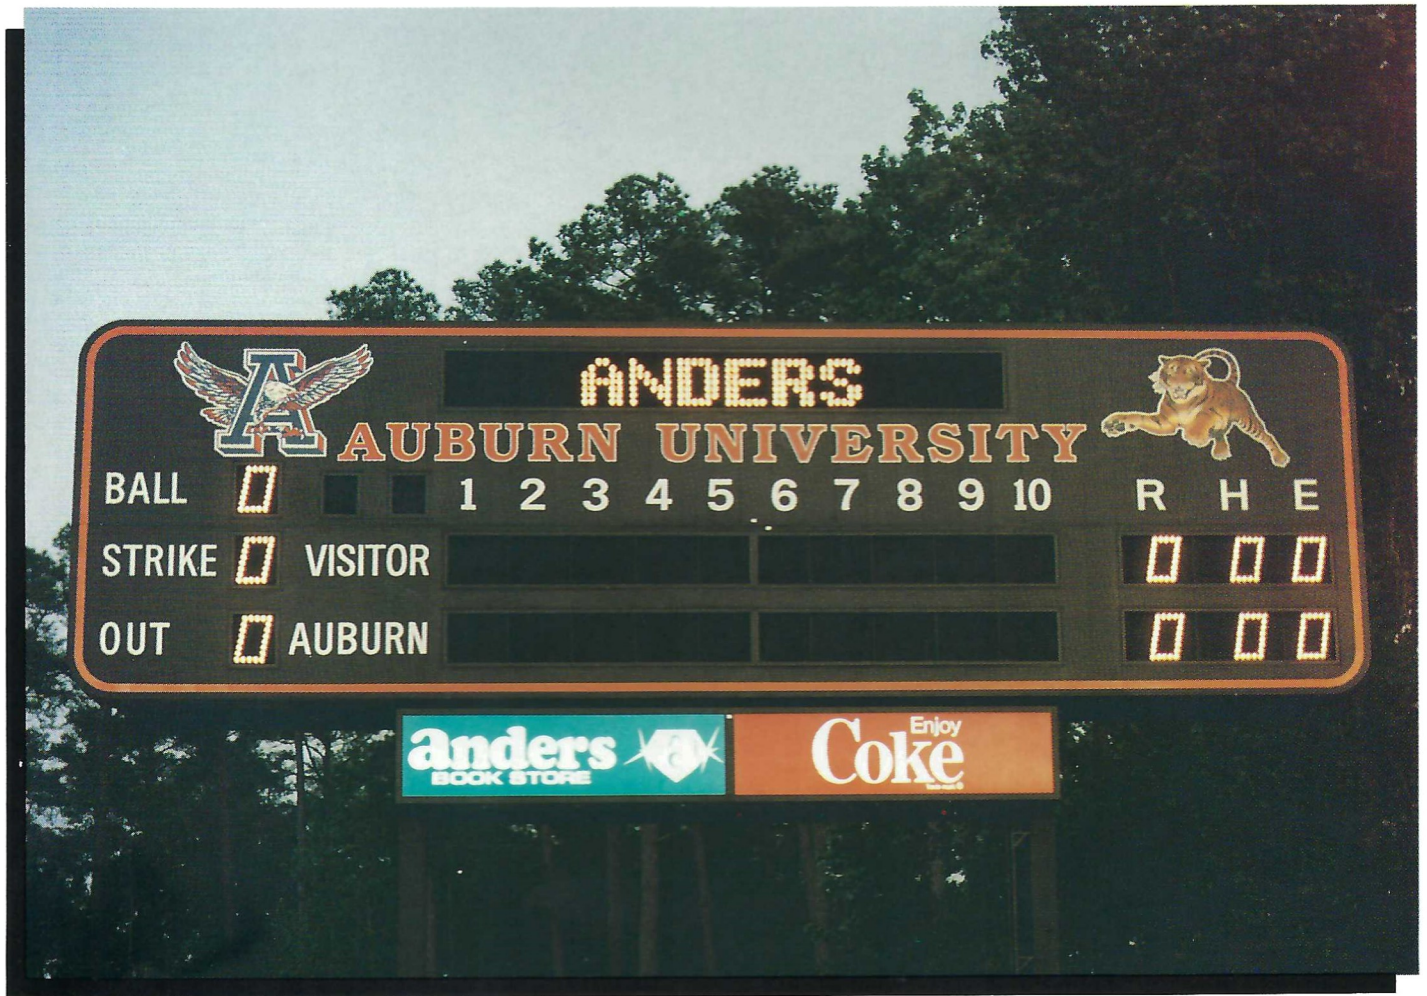 ANDERS
AUBURN UNIVERSITY
BALL 0 1 2 3 4 5 6 7 8 9 10 R H E
STRIKE 0 VISITOR 0 0 0
OUT 0 AUBURN 0 0 0
anders
BOOK STORE
Enjoy
Coke